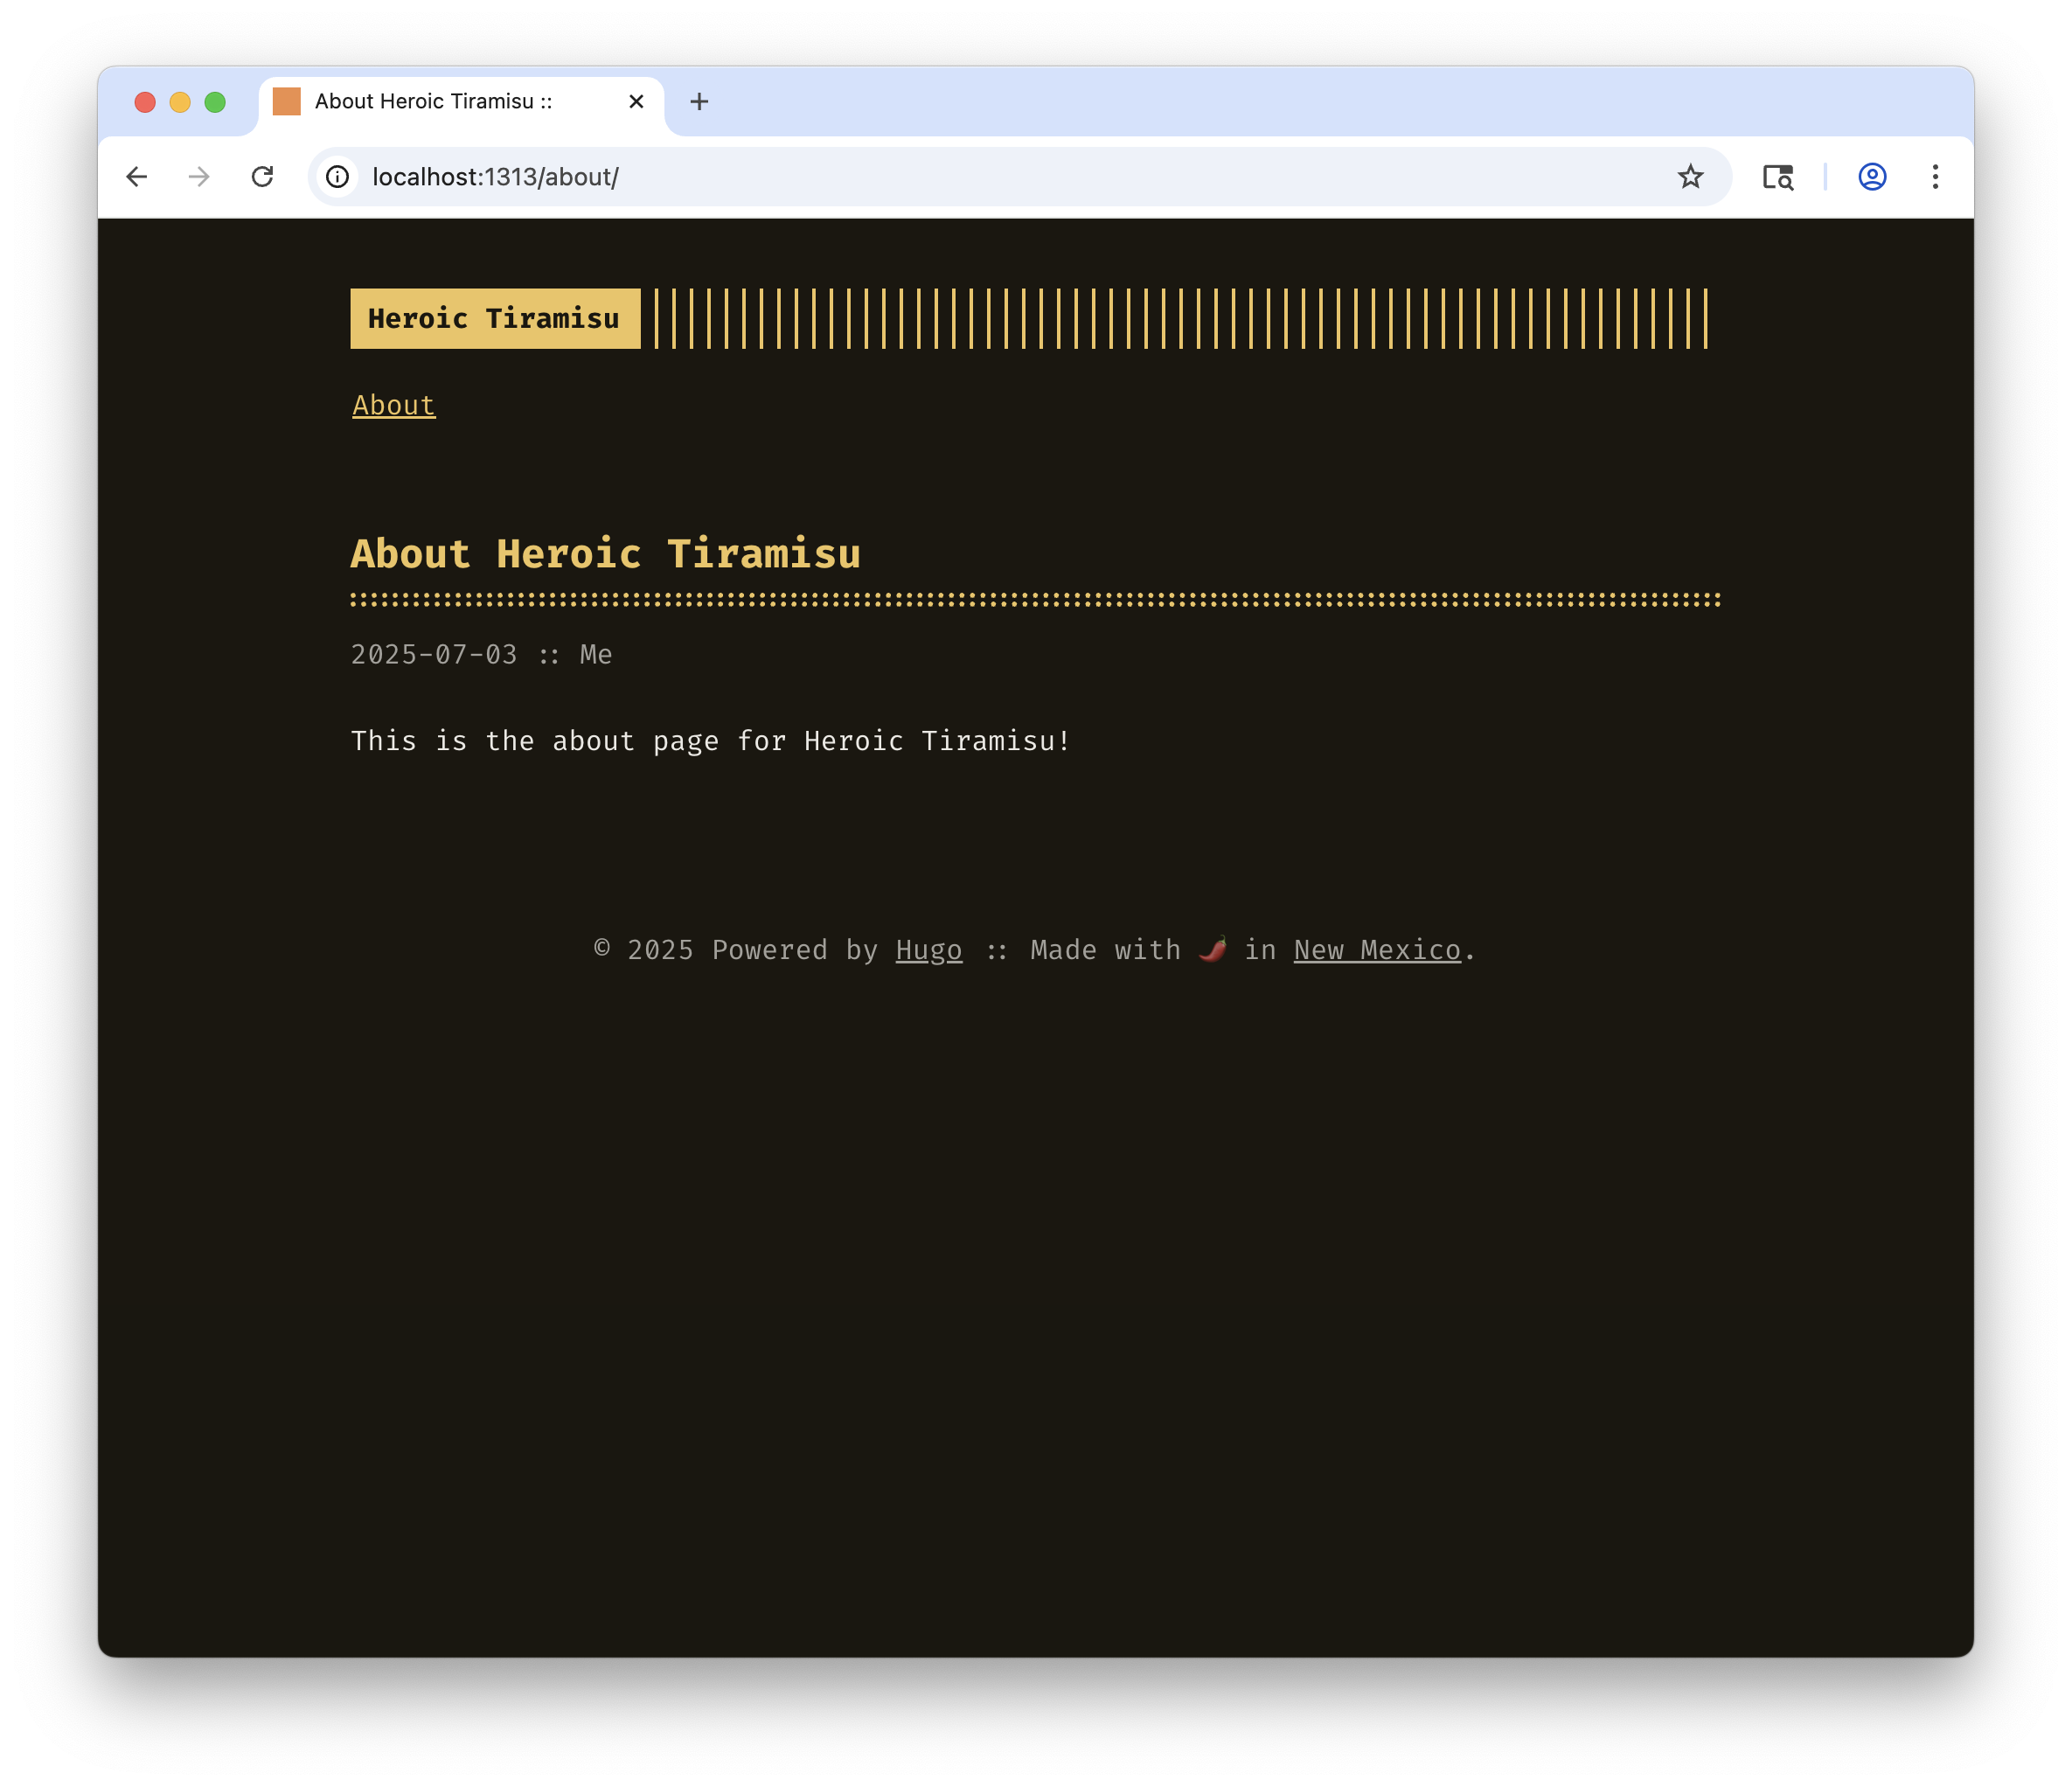 About Heroic Tiramisu ::
localhost:1313/about/
Heroic Tiramisu
About
About Heroic Tiramisu
2025-07-03 :: Me
This is the about page for Heroic Tiramisu!
© 2025 Powered by Hugo :: Made with 🌶️ in New Mexico.